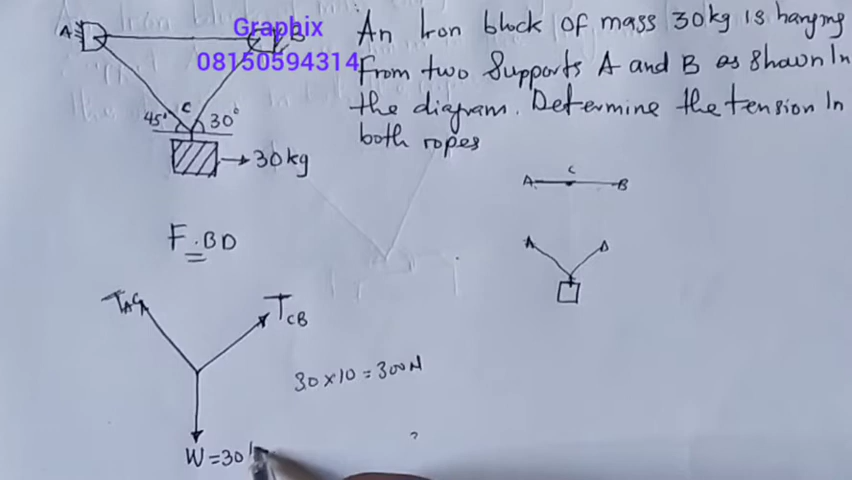 A
B
Graphix
08150594314
An Iron block of mass 30kg is hanging
From two Supports A and B as Shown In
the diagram. Determine the tension In
both ropes
C
45°
30°
30kg
A
C
B
F.BD
A
TAC
TCB
30×10 = 300N
W=30